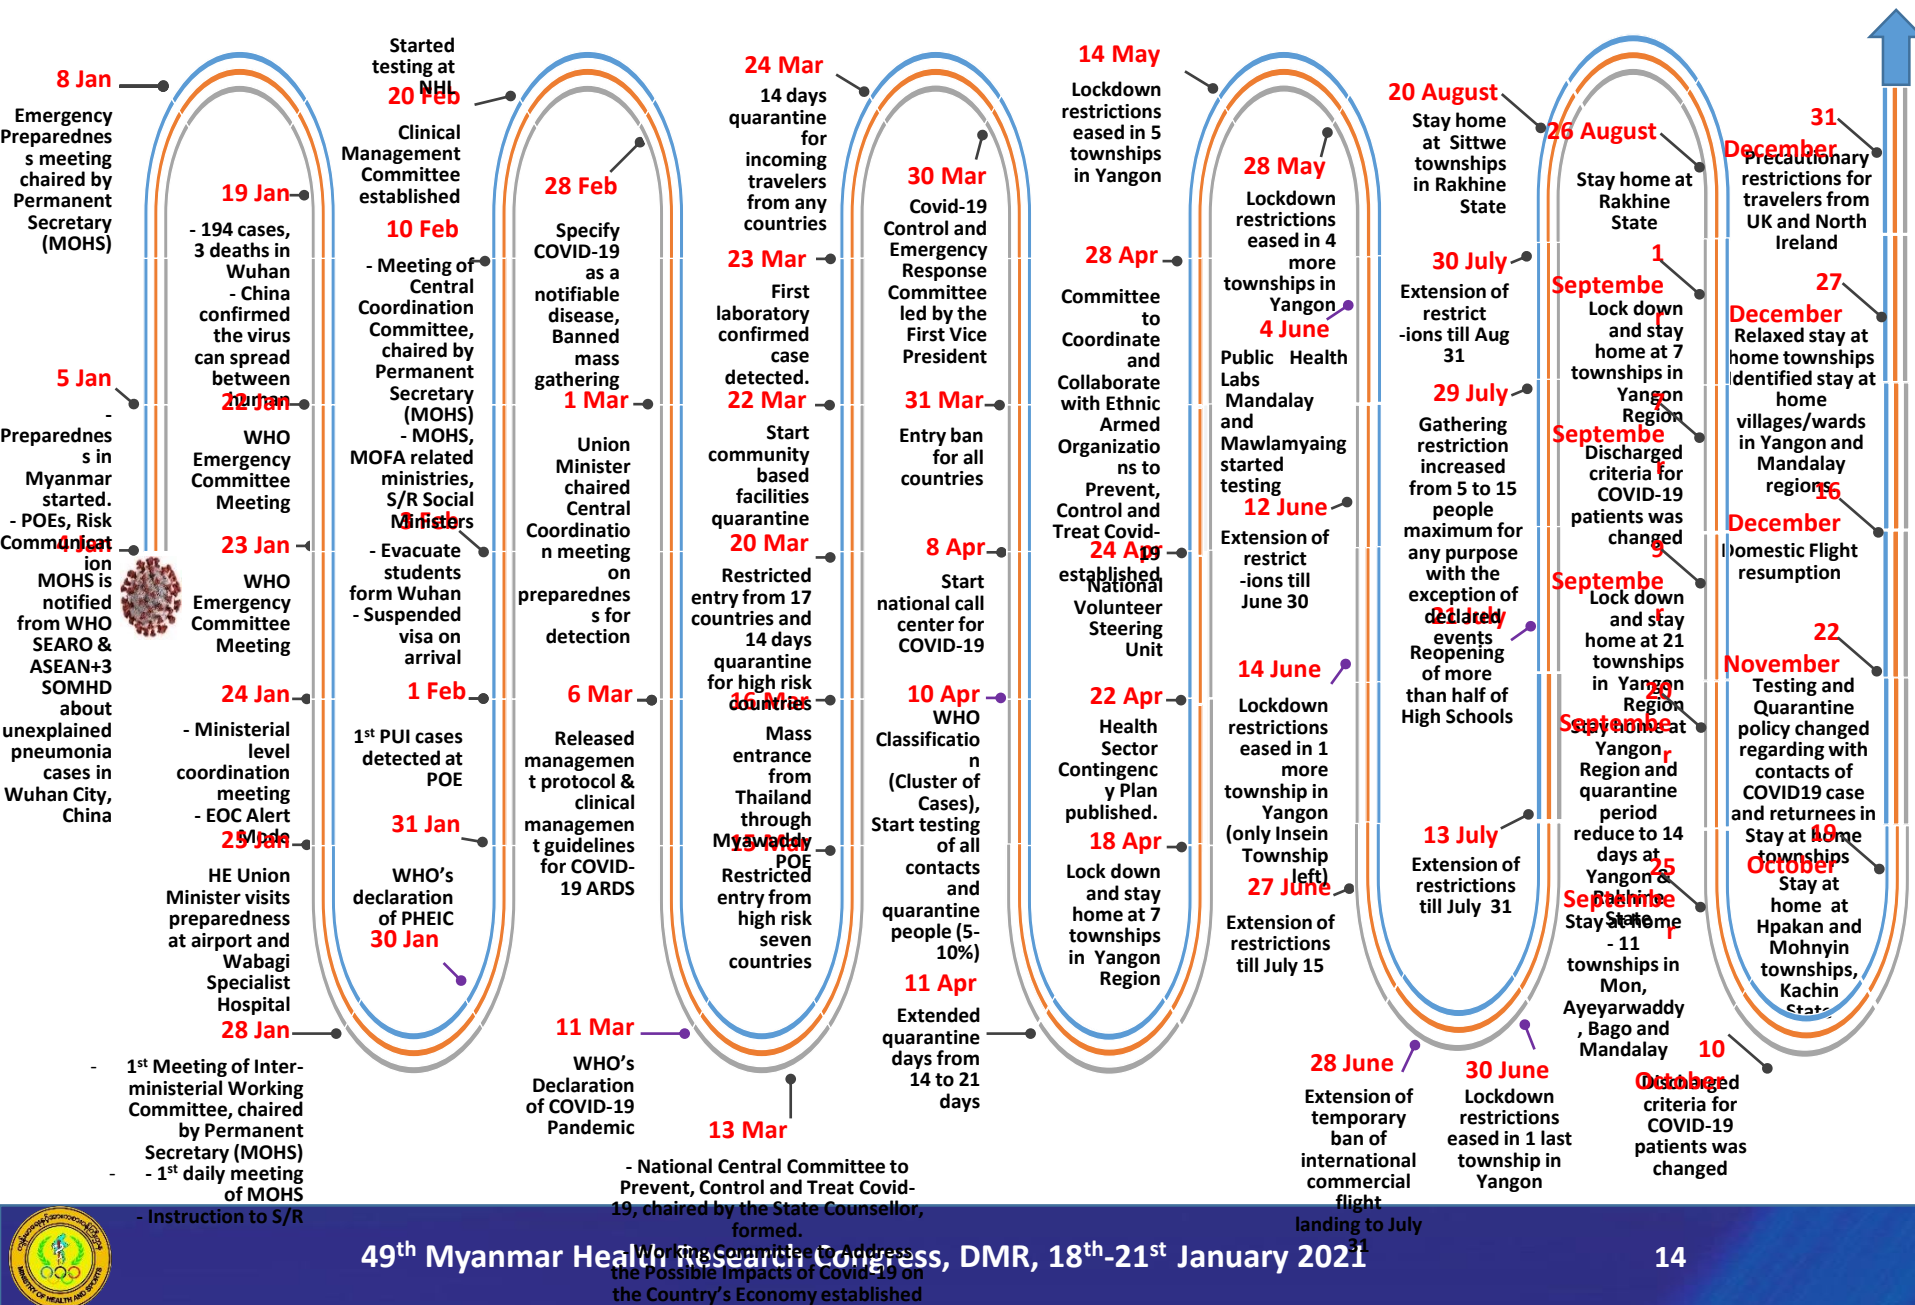 8 Jan
Emergency
Preparednes
s meeting
chaired by
Permanent
Secretary
(MOHS)
5 Jan
-
Preparednes
s in
Myanmar
started.
- POEs, Risk
Communicat
ion
4 Jan
MOHS is
notified
from WHO
SEARO &
ASEAN+3
SOMHD
about
unexplained
pneumonia
cases in
Wuhan City,
China
19 Jan
- 194 cases,
3 deaths in
Wuhan
- China
confirmed
the virus
can spread
between
human
22 Jan
WHO
Emergency
Committee
Meeting
23 Jan
WHO
Emergency
Committee
Meeting
24 Jan
- Ministerial
level
coordination
meeting
- EOC Alert
Mode
25 Jan
HE Union
Minister visits
preparedness
at airport and
Wabagi
Specialist
Hospital
28 Jan
- 1st Meeting of Inter-
ministerial Working
Committee, chaired
by Permanent
Secretary (MOHS)
- - 1st daily meeting
of MOHS
- Instruction to S/R
Started
testing at
NHL
20 Feb
Clinical
Management
Committee
established
10 Feb
- Meeting of
Central
Coordination
Committee,
chaired by
Permanent
Secretary
(MOHS)
- MOHS,
MOFA related
ministries,
S/R Social
Ministers
3 Feb
- Evacuate
students
form Wuhan
- Suspended
visa on
arrival
1 Feb
1st PUI cases
detected at
POE
31 Jan
WHO's
declaration
of PHEIC
30 Jan
28 Feb
Specify
COVID-19
as a
notifiable
disease,
Banned
mass
gathering
1 Mar
Union
Minister
chaired
Central
Coordinatio
n meeting
on
preparednes
s for
detection
6 Mar
Released
managemen
t protocol &
clinical
managemen
t guidelines
for COVID-
19 ARDS
11 Mar
WHO's
Declaration
of COVID-19
Pandemic
13 Mar
- National Central Committee to
Prevent, Control and Treat Covid-
19, chaired by the State Counsellor,
formed.
- Working Committee to Address
the Possible Impacts of Covid-19 on
the Country's Economy established
24 Mar
14 days
quarantine
for
incoming
travelers
from any
countries
23 Mar
First
laboratory
confirmed
case
detected.
22 Mar
Start
community
based
facilities
quarantine
20 Mar
Restricted
entry from 17
countries and
14 days
quarantine
for high risk
countries
16 Mar
Mass
entrance
from
Thailand
through
Myawaddy
POE
15 Mar
Restricted
entry from
high risk
seven
countries
30 Mar
Covid-19
Control and
Emergency
Response
Committee
led by the
First Vice
President
31 Mar
Entry ban
for all
countries
8 Apr
Start
national call
center for
COVID-19
10 Apr
WHO
Classificatio
n
(Cluster of
Cases),
Start testing
of all
contacts
and
quarantine
people (5-
10%)
11 Apr
Extended
quarantine
days from
14 to 21
days
14 May
Lockdown
restrictions
eased in 5
townships
in Yangon
28 Apr
Committee
to
Coordinate
and
Collaborate
with Ethnic
Armed
Organizatio
ns to
Prevent,
Control and
Treat Covid-
19
established
24 Apr
National
Volunteer
Steering
Unit
22 Apr
Health
Sector
Contingenc
y Plan
published.
18 Apr
Lock down
and stay
home at 7
townships
in Yangon
Region
28 May
Lockdown
restrictions
eased in 4
more
townships in
Yangon
4 June
Public Health
Labs
Mandalay
and
Mawlamyaing
started
testing
12 June
Extension of
restrict
-ions till
June 30
14 June
Lockdown
restrictions
eased in 1
more
township in
Yangon
(only Insein
Township
left)
27 June
Extension of
restrictions
till July 15
28 June
Extension of
temporary
ban of
international
commercial
flight
landing to July
31
30 June
Lockdown
restrictions
eased in 1 last
township in
Yangon
20 August
Stay home
at Sittwe
townships
in Rakhine
State
30 July
Extension of
restrict
-ions till Aug
31
29 July
Gathering
restriction
increased
from 5 to 15
people
maximum for
any purpose
with the
exception of
declared
events
21 July
Reopening
of more
than half of
High Schools
13 July
Extension of
restrictions
till July 31
26 August
Stay home at
Rakhine
State
1
Septembe
r
Lock down
and stay
home at 7
townships in
Yangon
Region
7
Septembe
r
Discharged
criteria for
COVID-19
patients was
changed
9
Septembe
r
Lock down
and stay
home at 21
townships
in Yangon
Region
20
Septembe
r
Stay home at
Yangon
Region and
quarantine
period
reduce to 14
days at
Yangon &
Rakhine
State
25
Septembe
r
Stay at home
- 11
townships in
Mon,
Ayeyarwaddy
, Bago and
Mandalay
10
October
Discharged
criteria for
COVID-19
patients was
changed
31
December
Precautionary
restrictions for
travelers from
UK and North
Ireland
27
December
Relaxed stay at
home townships
Identified stay at
home
villages/wards
in Yangon and
Mandalay
regions
16
December
Domestic Flight
resumption
22
November
Testing and
Quarantine
policy changed
regarding with
contacts of
COVID19 case
and returnees in
Stay at home
townships
19
October
Stay at
home at
Hpakan and
Mohnyin
townships,
Kachin
State
49th Myanmar Health Research Congress, DMR, 18th-21st January 2021
14
MINISTRY OF HEALTH AND SPORTS